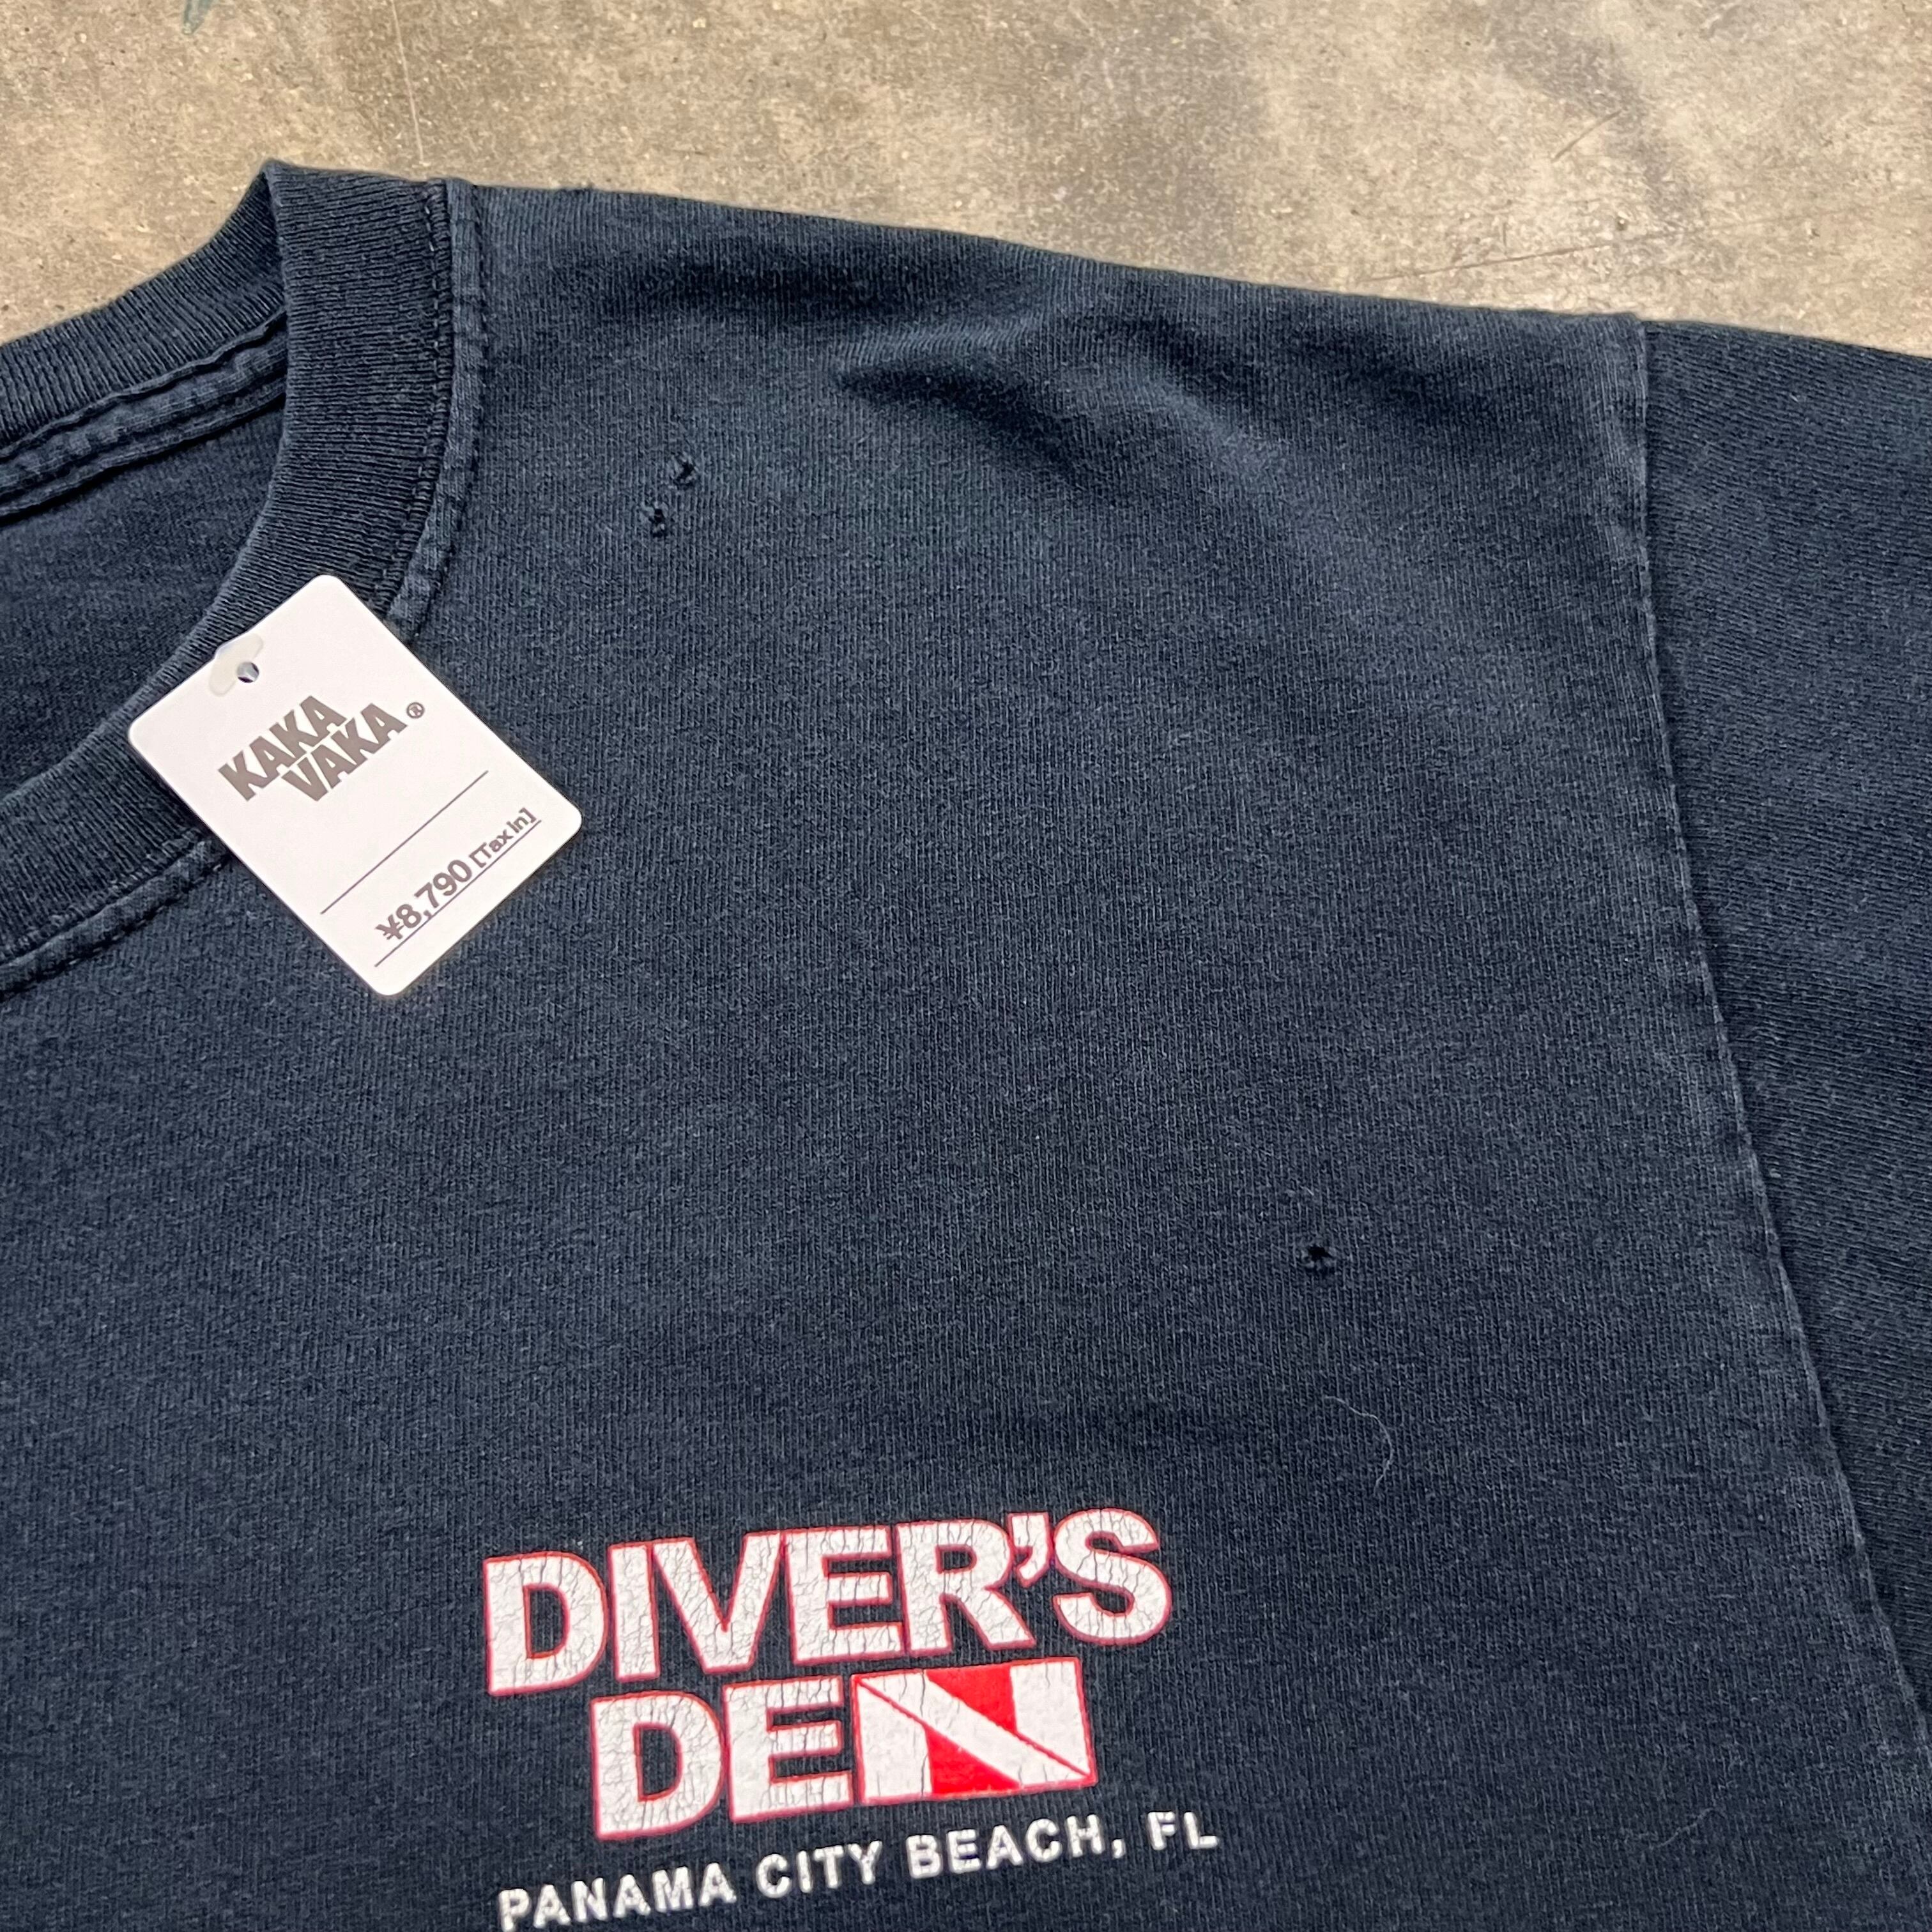 KAKA
VAKA®
¥8,790 [Tax in]
DIVER'S
DEN
PANAMA CITY BEACH, FL